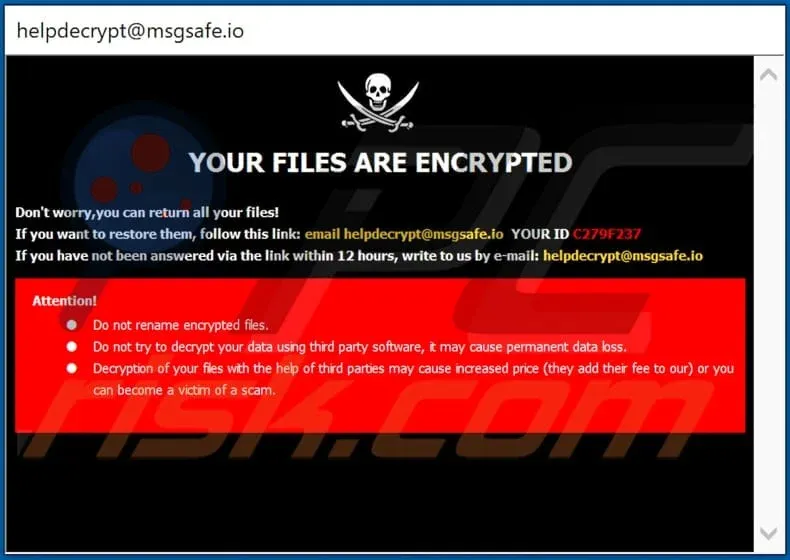 helpdecrypt@msgsafe.io
YOUR FILES ARE ENCRYPTED
Don't worry,you can return all your files!
If you want to restore them, follow this link: email helpdecrypt@msgsafe.io YOUR ID C279F237
If you have not been answered via the link within 12 hours, write to us by e-mail: helpdecrypt@msgsafe.io
Attention!
Do not rename encrypted files.
Do not try to decrypt your data using third party software, it may cause permanent data loss.
Decryption of your files with the help of third parties may cause increased price (they add their fee to our) or you
can become a victim of a scam.
PC
risk.com